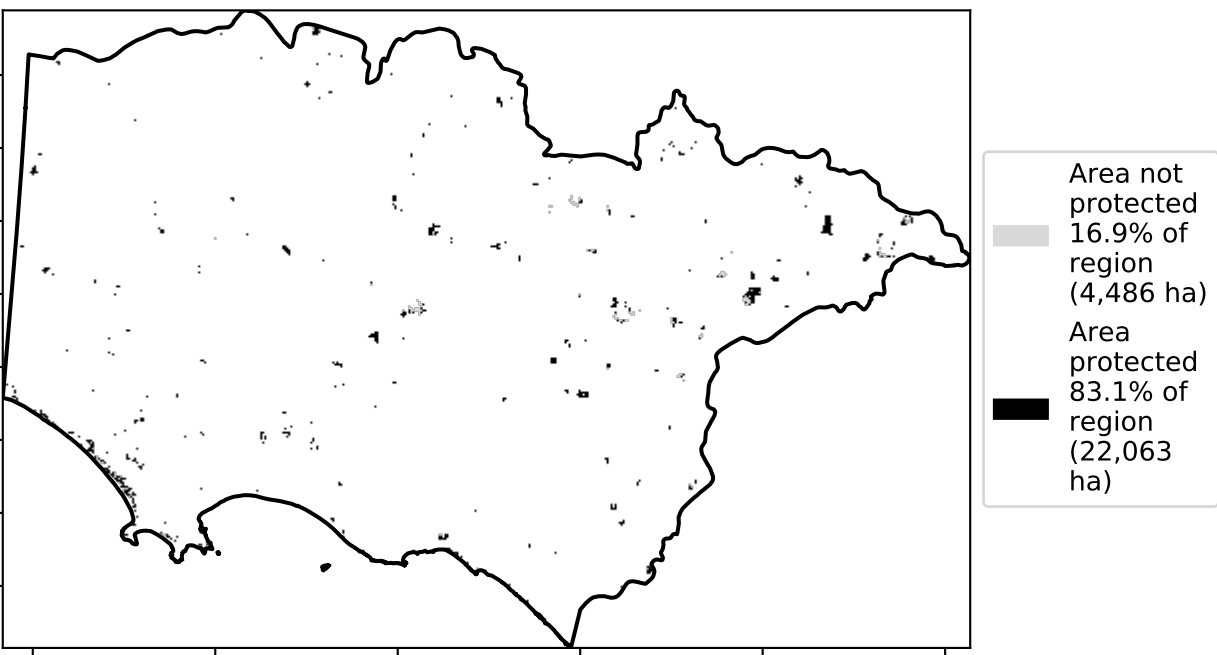 Area not
protected
16.9% of
region
(4,486 ha)
Area
protected
83.1% of
region
(22,063
ha)